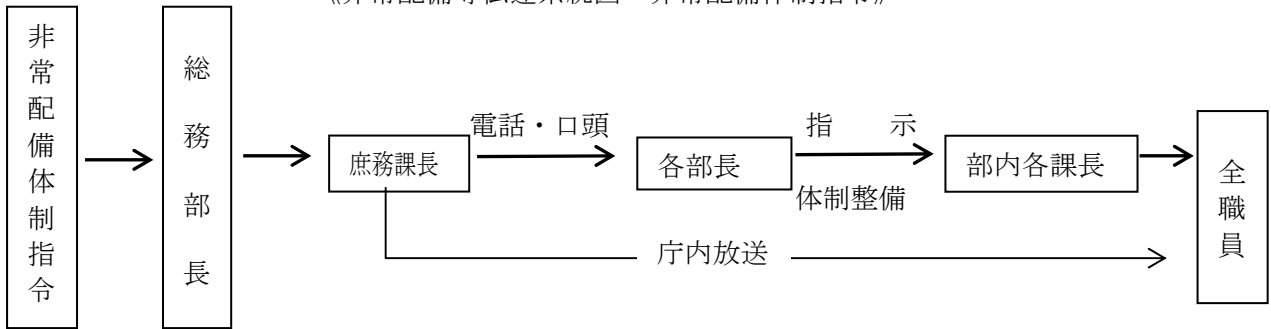 非常配備体制指令
総務部長
庶務課長
電話・口頭
各部長
指示
体制整備
部内各課長
全職員
庁内放送